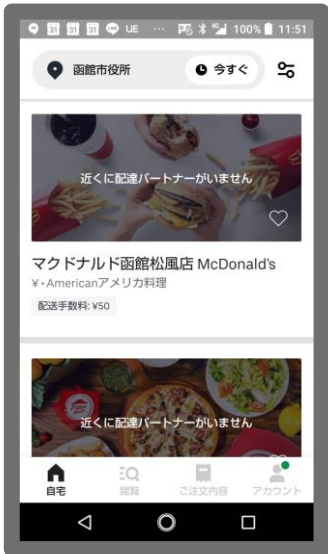 31 31 31 UE ... 4G 100% 11:51
函館市役所 今すぐ
近くに配達パートナーがいません
マクドナルド函館松風店 McDonald's
¥・Americanアメリカ料理
配送手数料: ¥50
近くに配達パートナーがいません
自宅 閲覧 ご注文内容 アカウント